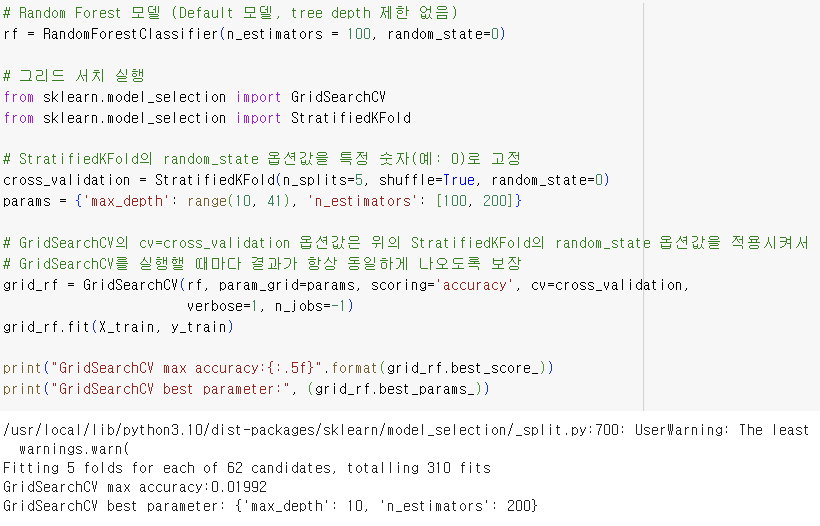 # Random Forest 모델 (Default 모델, tree depth 제한 없음)
rf = RandomForestClassifier(n_estimators = 100, random_state=0)
# 그리드 서치 실행
from sklearn.model_selection import GridSearchCV
from sklearn.model_selection import StratifiedKFold
# StratifiedKFold의 random_state 옵션값을 특정 숫자(예: 0)로 고정
cross_validation = StratifiedKFold(n_splits=5, shuffle=True, random_state=0)
params = {'max_depth': range(10, 41), 'n_estimators': [100, 200]}
# GridSearchCV의 cv=cross_validation 옵션값은 위의 StratifiedKFold의 random_state 옵션값을 적용시켜서
# GridSearchCV를 실행핼 때마다 결과가 항상 동일하게 나오도록 보장
grid_rf = GridSearchCV(rf, param_grid=params, scoring='accuracy', cv=cross_validation,
verbose=1, n_jobs=-1)
grid_rf.fit(X_train, y_train)
print("GridSearchCV max accuracy:{:.5f}".format(grid_rf.best_score_))
print("GridSearchCV best parameter:", (grid_rf.best_params_))
/usr/local/lib/python3.10/dist-packages/sklearn/model_selection/_split.py:700: UserWarning: The least
warnings.warn(
Fitting 5 folds for each of 62 candidates, totalling 310 fits
GridSearchCV max accuracy:0.01992
GridSearchCV best parameter: {'max_depth': 10, 'n_estimators': 200}